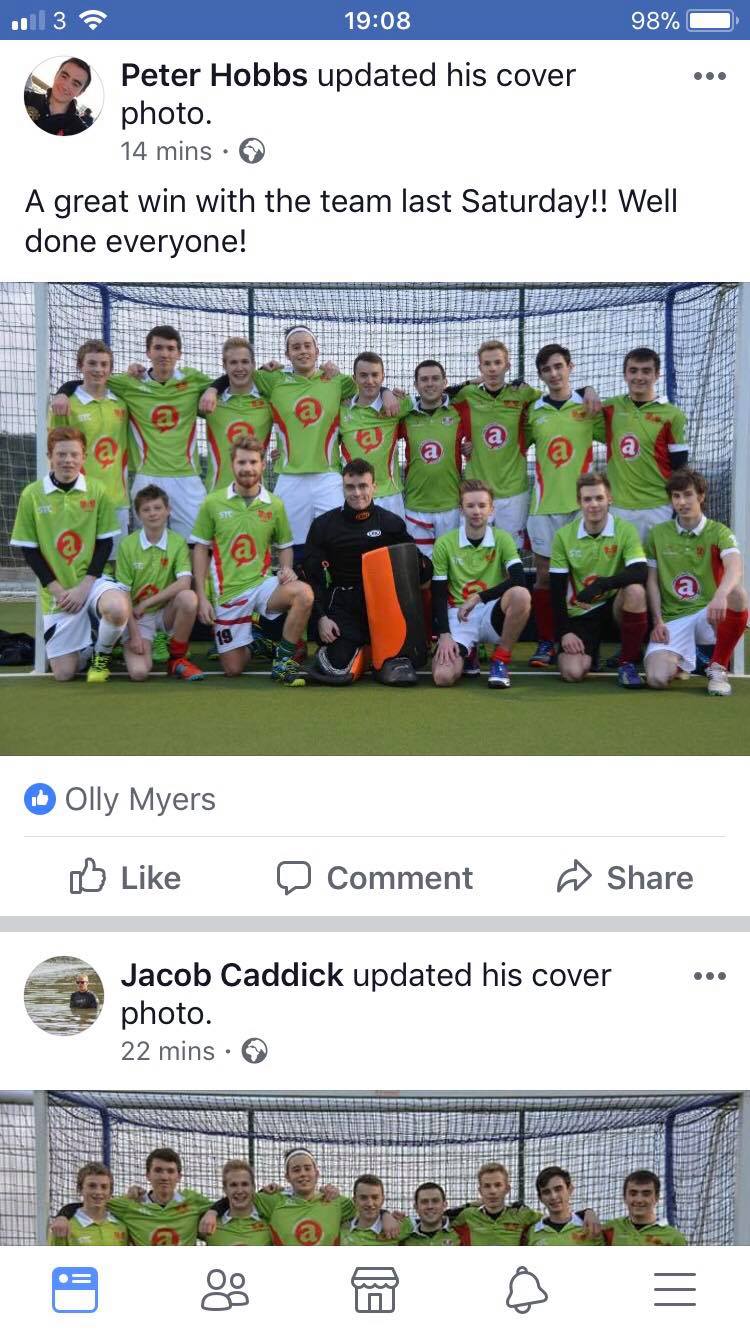 3 19:08 98%
Peter Hobbs updated his cover
photo.
14 mins ·
A great win with the team last Saturday!! Well
done everyone!
a a a a a a a
a a a
19
Olly Myers
Like Comment Share
Jacob Caddick updated his cover
photo.
22 mins ·